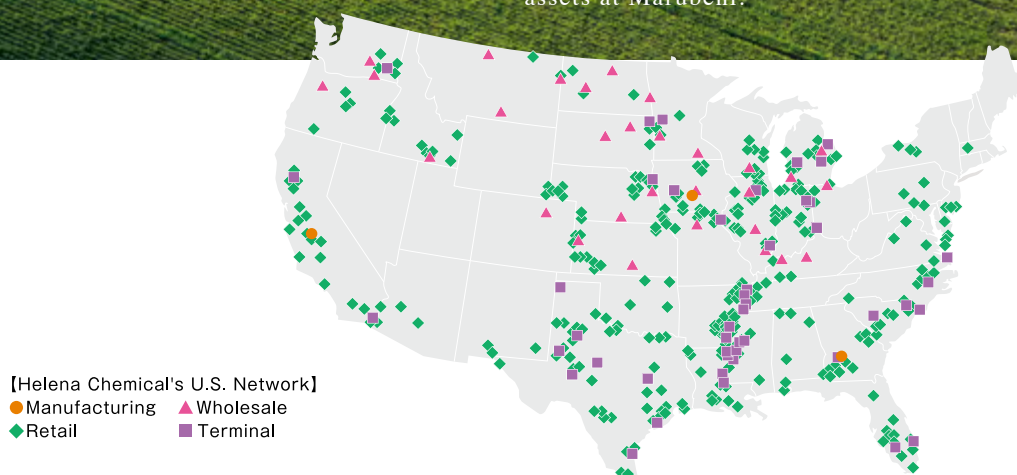 assets at Marubeni.
【Helena Chemical's U.S. Network】
Manufacturing Wholesale
Retail Terminal